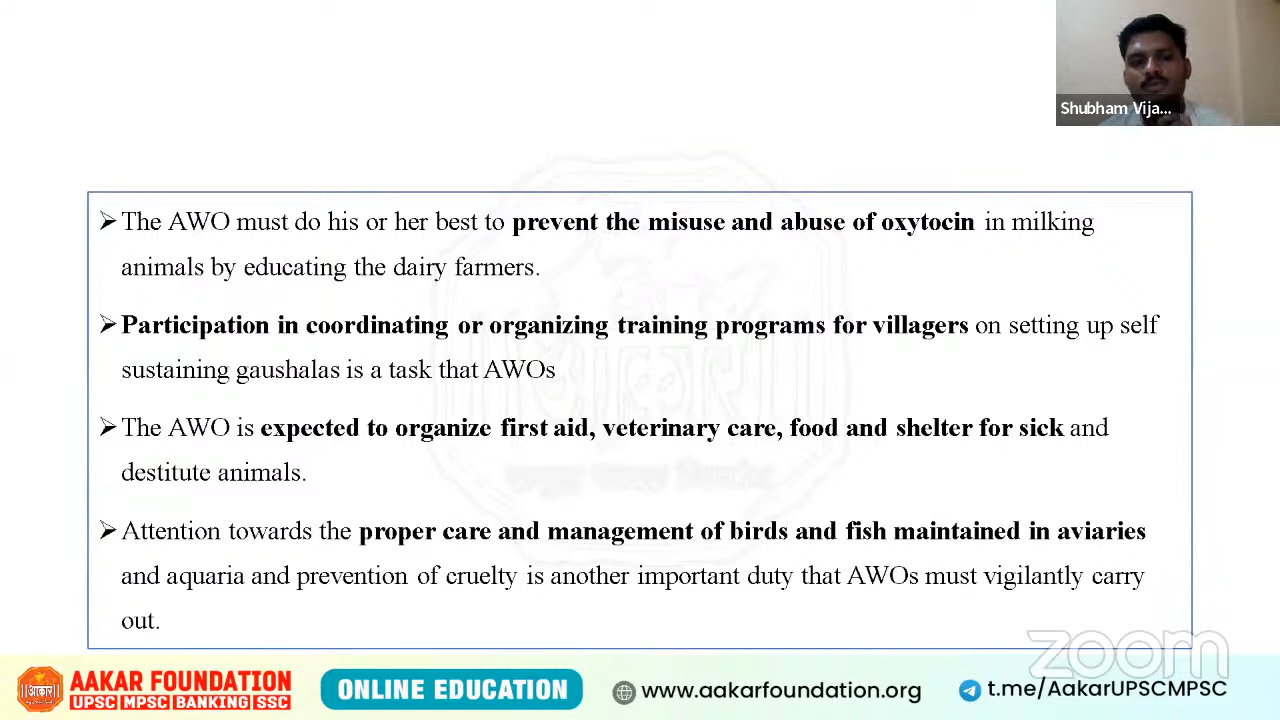 Shubham Vija...
➢ The AWO must do his or her best to prevent the misuse and abuse of oxytocin in milking
animals by educating the dairy farmers.
➢ Participation in coordinating or organizing training programs for villagers on setting up self
sustaining gaushalas is a task that AWOs
➢ The AWO is expected to organize first aid, veterinary care, food and shelter for sick and
destitute animals.
➢ Attention towards the proper care and management of birds and fish maintained in aviaries
and aquaria and prevention of cruelty is another important duty that AWOs must vigilantly carry
out.
zoom
आकार
AAKAR FOUNDATION
UPSC MPSC BANKING SSC
ONLINE EDUCATION
www.aakarfoundation.org
t.me/AakarUPSCMPSC